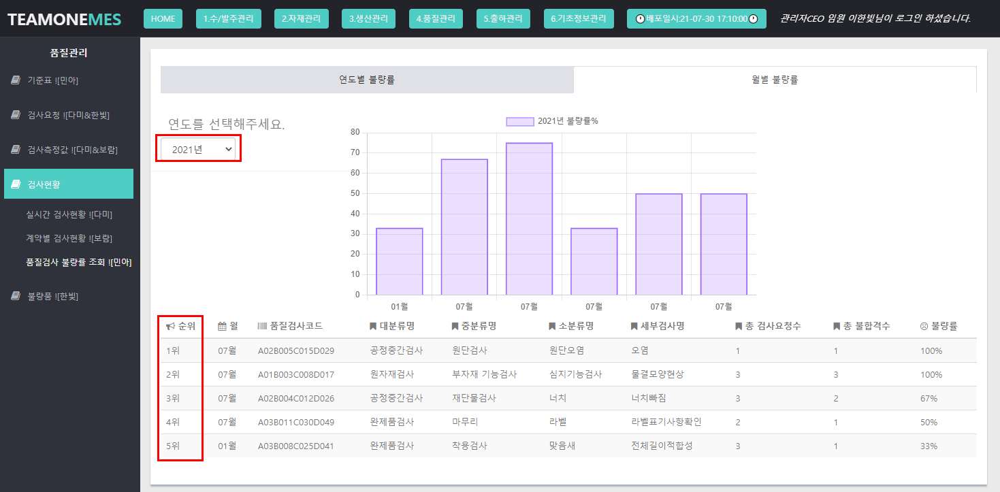 TEAMONEMES HOME 1.수/발주관리 2.자재관리 3.생산관리 4.품질관리 5.출하관리 6.기초정보관리 배포일시:21-07-30 17:10:00 관리자CEO 임원 이한빛님이 로그인 하셨습니다.
품질관리
기준표 ![민아]
검사요청 ![다미&한빛]
검사측정값 ![다미&보람]
검사현황
실시간 검사현황 ![다미]
계약별 검사현황 ![보람]
품질검사 불량률 조회 ![민아]
불량품 ![한빛]
연도별 불량률 월별 불량률
연도를 선택해주세요.
2021년
2021년 불량률%
80
70
60
50
40
30
20
10
0
01월 07월 07월 07월 07월 07월
순위 월 품질검사코드 대분류명 중분류명 소분류명 세부검사명 총 검사요청수 총 불합격수 불량률
1위 07월 A02B005C015D029 공정중간검사 원단검사 원단오염 오염 1 1 100%
2위 07월 A01B003C008D017 원자재검사 부자재 기능검사 심지기능검사 물결모양현상 3 3 100%
3위 07월 A02B004C012D026 공정중간검사 재단물검사 너치 너치빠짐 3 2 67%
4위 07월 A03B011C030D049 완제품검사 마무리 라벨 라벨표기사항확인 2 1 50%
5위 01월 A03B008C025D041 완제품검사 착용검사 맞음새 전체길이적합성 3 1 33%